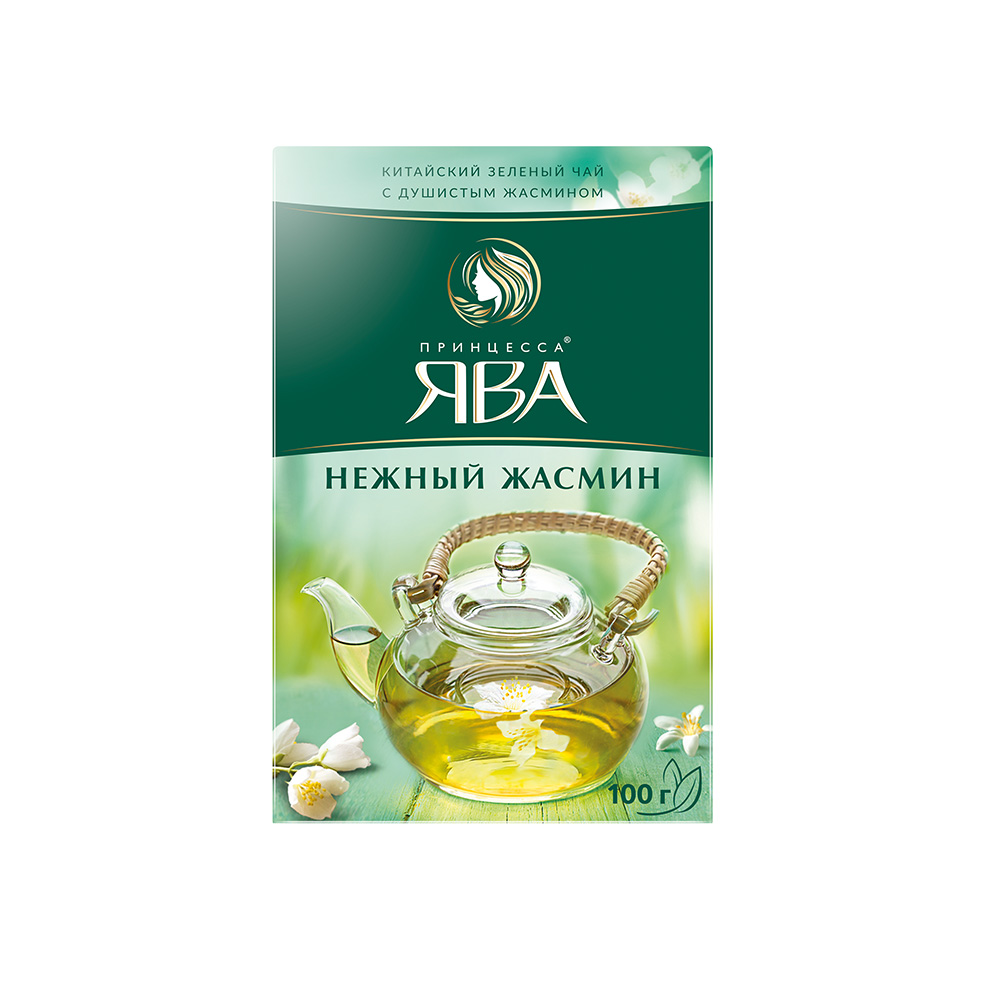 КИТАЙСКИЙ ЗЕЛЕНЫЙ ЧАЙ
С ДУШИСТЫМ ЖАСМИНОМ
ПРИНЦЕССА®
ЯВА
НЕЖНЫЙ ЖАСМИН
100 г